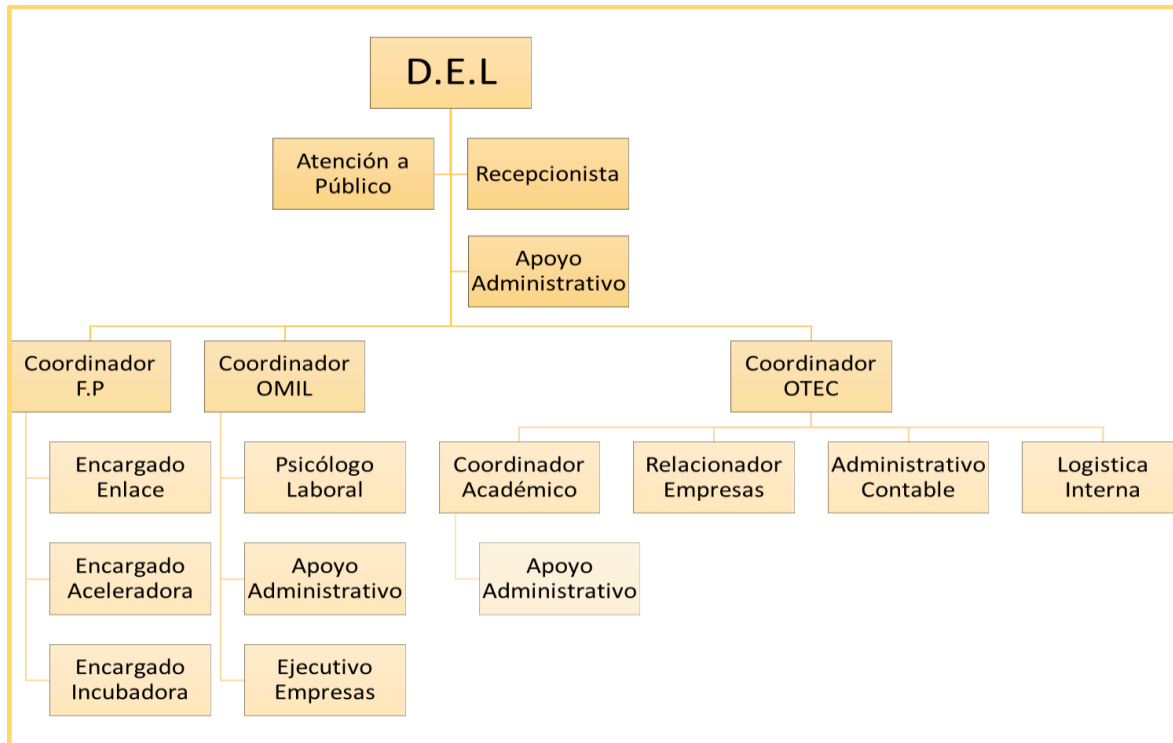 D.E.L
Atención a
Público
Recepcionista
Apoyo
Administrativo
Coordinador
F.P
Coordinador
OMIL
Coordinador
OTEC
Encargado
Enlace
Encargado
Aceleradora
Encargado
Incubadora
Psicólogo
Laboral
Apoyo
Administrativo
Ejecutivo
Empresas
Coordinador
Académico
Apoyo
Administrativo
Relacionador
Empresas
Administrativo
Contable
Logistica
Interna